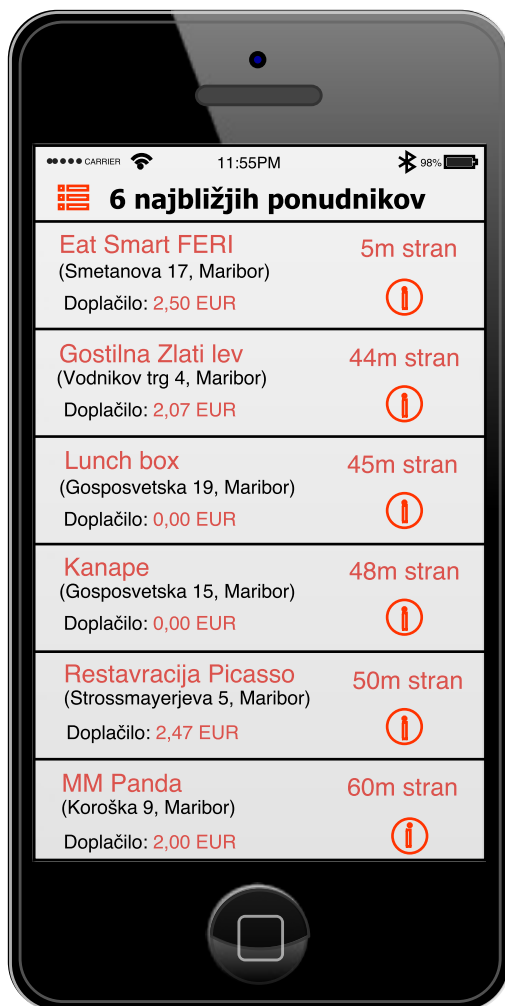 CARRIER 11:55PM 98%
6 najbližjih ponudnikov
Eat Smart FERI 5m stran
(Smetanova 17, Maribor)
Doplačilo: 2,50 EUR
Gostilna Zlati lev 44m stran
(Vodnikov trg 4, Maribor)
Doplačilo: 2,07 EUR
Lunch box 45m stran
(Gosposvetska 19, Maribor)
Doplačilo: 0,00 EUR
Kanape 48m stran
(Gosposvetska 15, Maribor)
Doplačilo: 0,00 EUR
Restavracija Picasso 50m stran
(Strossmayerjeva 5, Maribor)
Doplačilo: 2,47 EUR
MM Panda 60m stran
(Koroška 9, Maribor)
Doplačilo: 2,00 EUR